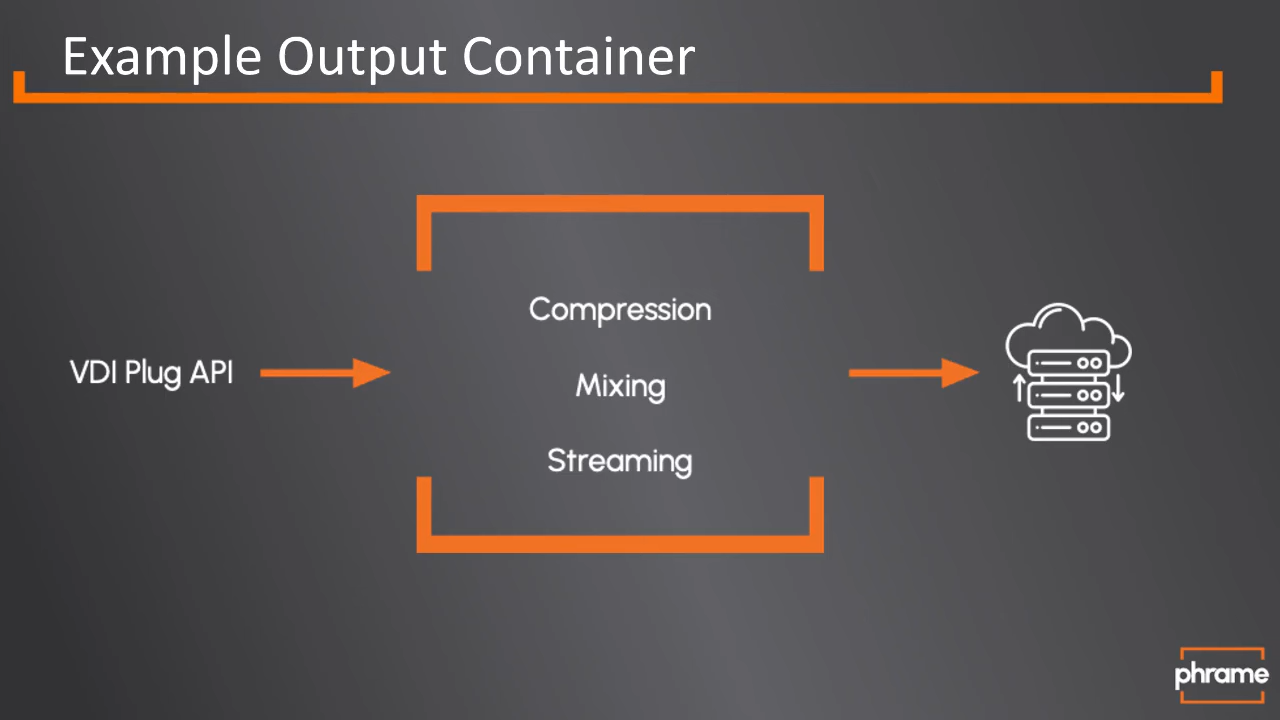 Example Output Container
Compression
VDI Plug API
Mixing
Streaming
phrame